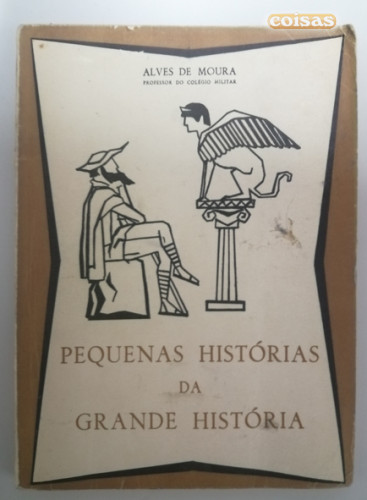 coisas
ALVES DE MOURA
PROFESSOR DO COLÉGIO MILITAR
PEQUENAS HISTÓRIAS
DA
GRANDE HISTÓRIA